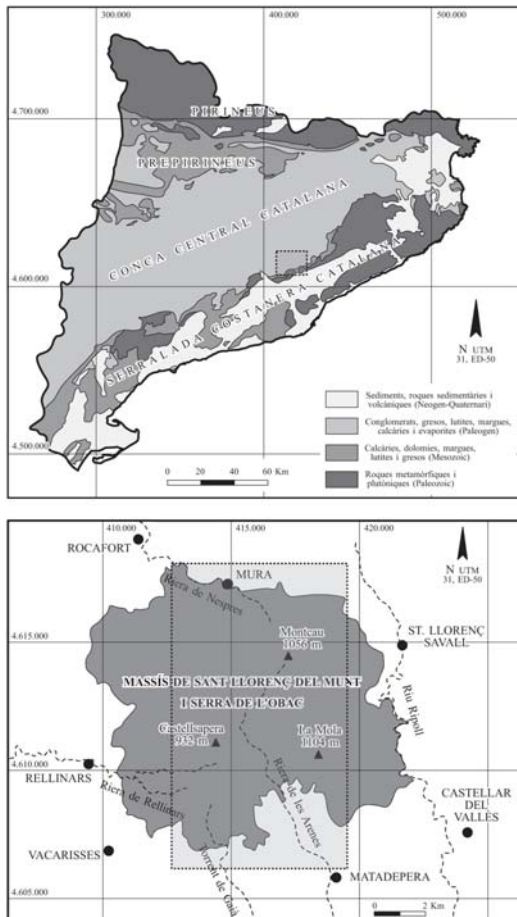 300.000
400.000
500.000
4.700.000
PIRINEUS
PREPIRINEUS
CONCA CENTRAL CATALANA
4.600.000
SERRALADA COSTANERA CATALANA
N UTM
31, ED-50
Sediments, roques sedimentàries i
volcàniques (Neogen-Quaternari)
Conglomerats, gresos, lutites, margues,
calcàries i evaporites (Paleogen)
Calcàries, dolomies, margues,
lutites i gresos (Mesozoic)
Roques metamòrfiques i
plutòniques (Paleozoic)
4.500.000
0 20 40 60 Km
410.000
415.000
420.000
ROCAFORT
N UTM
31, ED-50
MURA
Riera de Nespres
4.615.000
Montcau
1056 m
ST. LLORENÇ
SAVALL
MASSÍS DE SANT LLORENÇ DEL MUNT
I SERRA DE L'OBAC
Riu Ripoll
Castellsapera
932 m
La Mola
1104 m
4.610.000
RELLINARS
Riera de Rellinars
Riera de les Arenes
CASTELLAR
DEL
VALLÈS
VACARISSES
Torrent de Gaià
MATADEPERA
4.605.000
0 2 Km